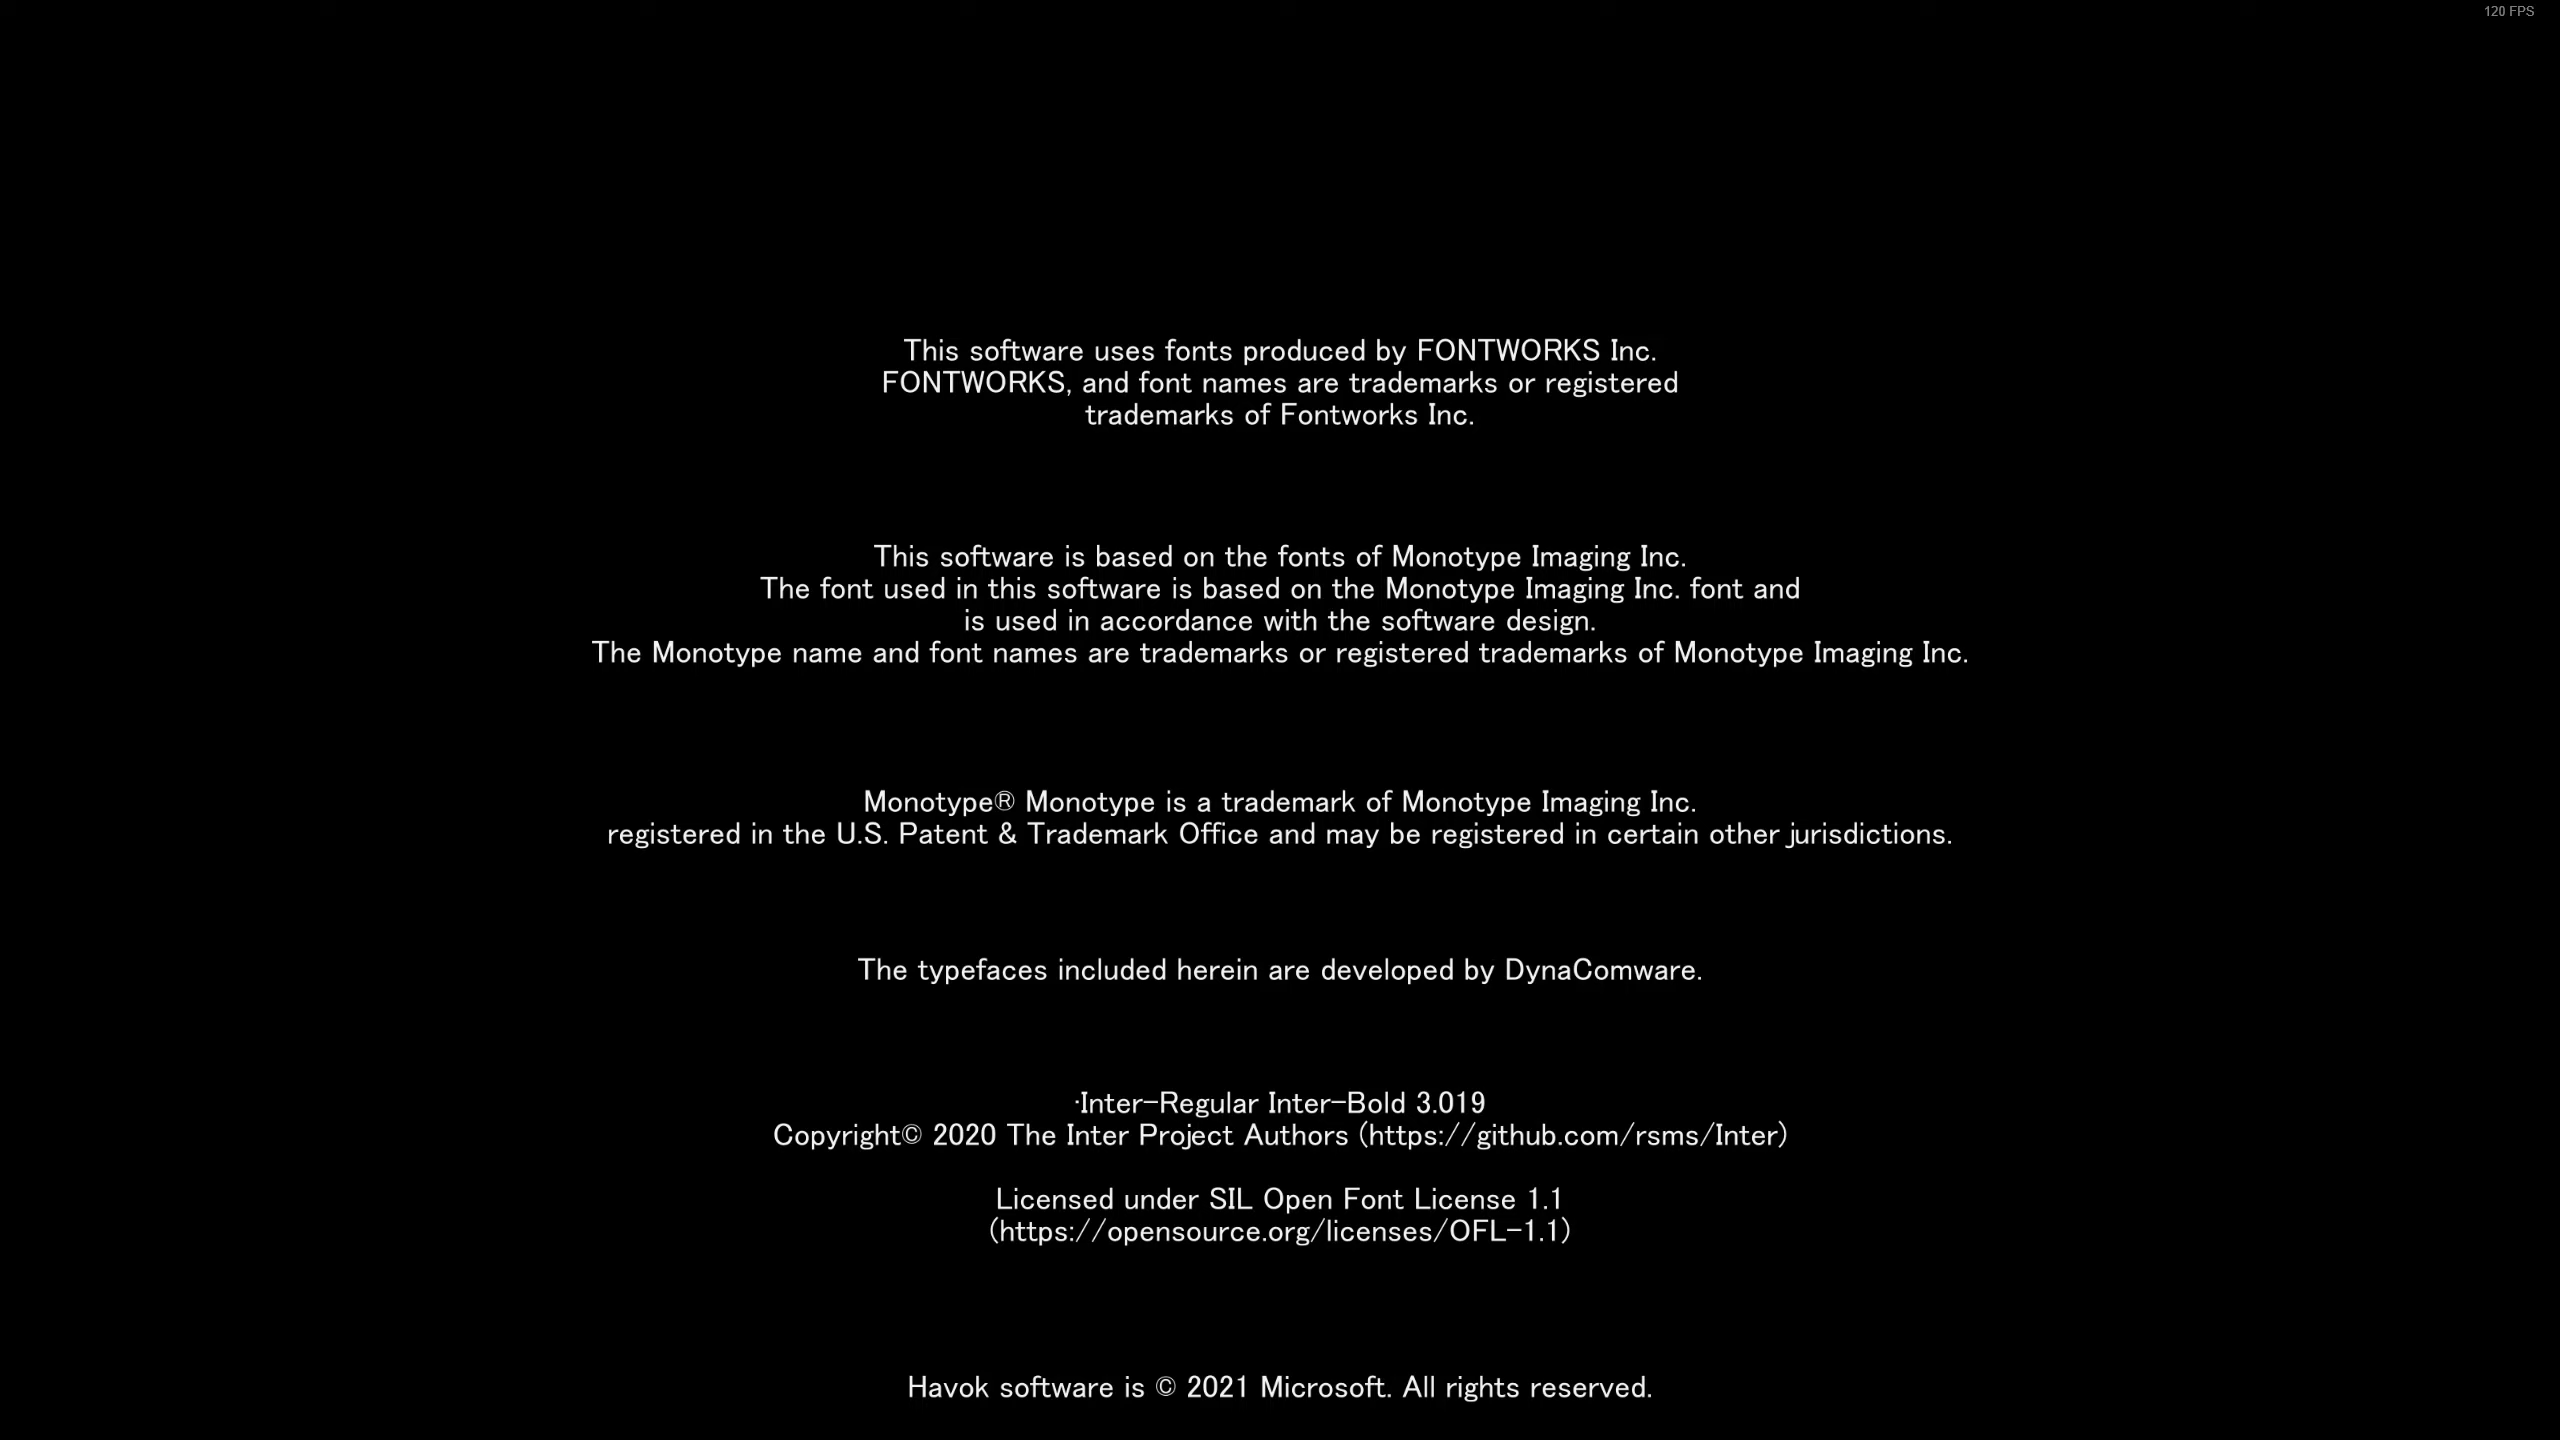 120 FPS
This software uses fonts produced by FONTWORKS Inc.
FONTWORKS, and font names are trademarks or registered
trademarks of Fontworks Inc.
This software is based on the fonts of Monotype Imaging Inc.
The font used in this software is based on the Monotype Imaging Inc. font and
is used in accordance with the software design.
The Monotype name and font names are trademarks or registered trademarks of Monotype Imaging Inc.
Monotype® Monotype is a trademark of Monotype Imaging Inc.
registered in the U.S. Patent & Trademark Office and may be registered in certain other jurisdictions.
The typefaces included herein are developed by DynaComware.
·Inter-Regular Inter-Bold 3.019
Copyright© 2020 The Inter Project Authors (https://github.com/rsms/Inter)
Licensed under SIL Open Font License 1.1
(https://opensource.org/licenses/OFL-1.1)
Havok software is © 2021 Microsoft. All rights reserved.